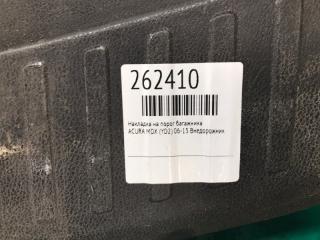 262410
Накладка на порог багажника
ACURA MDX (YD2) 06-13 Внедорожник